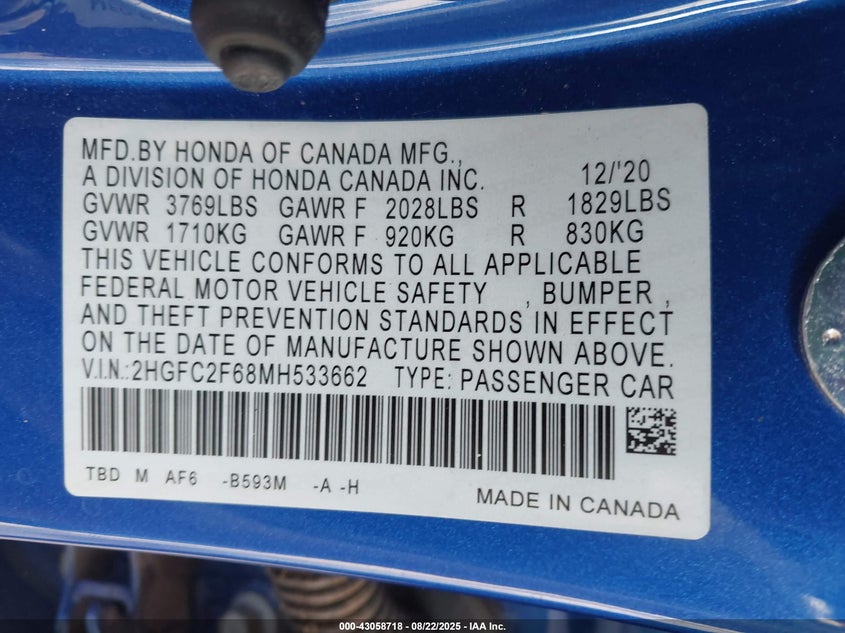 MFD.BY HONDA OF CANADA MFG.,
A DIVISION OF HONDA CANADA INC. 12/'20
GVWR 3769LBS GAWR F 2028LBS R 1829LBS
GVWR 1710KG GAWR F 920KG R 830KG
THIS VEHICLE CONFORMS TO ALL APPLICABLE
FEDERAL MOTOR VEHICLE SAFETY , BUMPER ,
AND THEFT PREVENTION STANDARDS IN EFFECT
ON THE DATE OF MANUFACTURE SHOWN ABOVE.
V.I.N.:2HGFC2F68MH533662 TYPE: PASSENGER CAR
TBD M AF6 -B593M -A -H
MADE IN CANADA
000-43058718 - 08/22/2025 - IAA Inc.